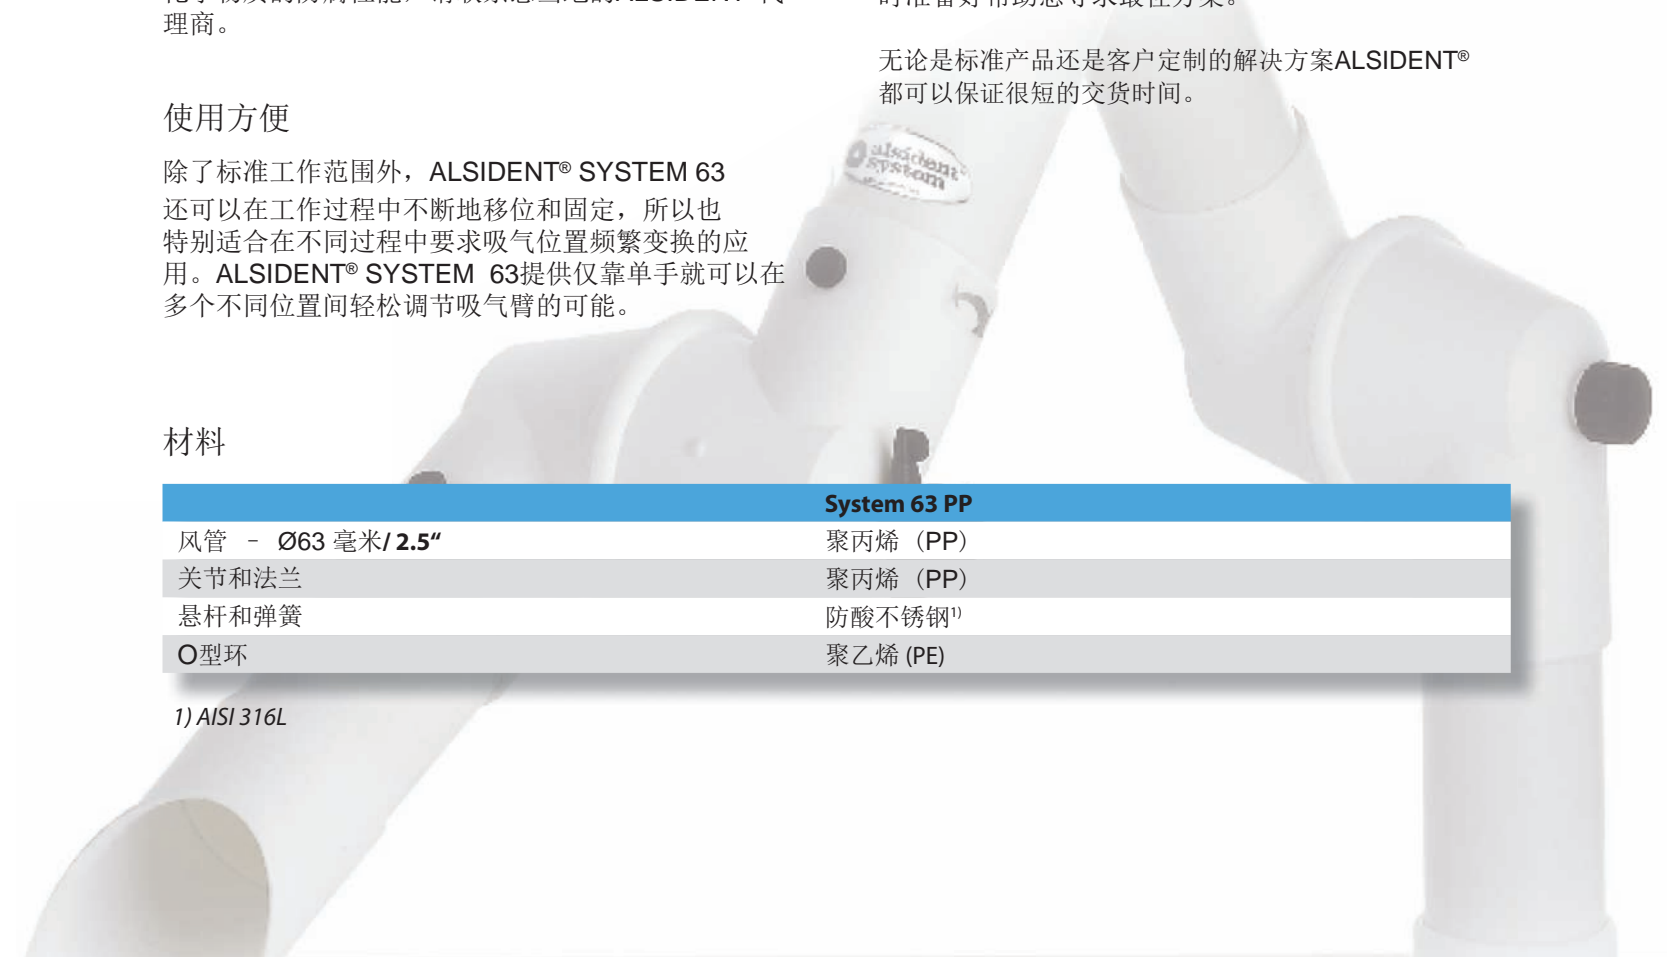 理商。
使用方便
除了标准工作范围外，ALSIDENT® SYSTEM 63
还可以在工作过程中不断地移位和固定，所以也
特别适合在不同过程中要求吸气位置频繁变换的应
用。ALSIDENT® SYSTEM 63提供仅靠单手就可以在
多个不同位置间轻松调节吸气臂的可能。
无论是标准产品还是客户定制的解决方案ALSIDENT®
都可以保证很短的交货时间。
alsident®
system
材料
System 63 PP
风管 – Ø63 毫米/ 2.5“ 聚丙烯（PP）
关节和法兰 聚丙烯（PP）
悬杆和弹簧 防酸不锈钢1)
O型环 聚乙烯 (PE)
1) AISI 316L